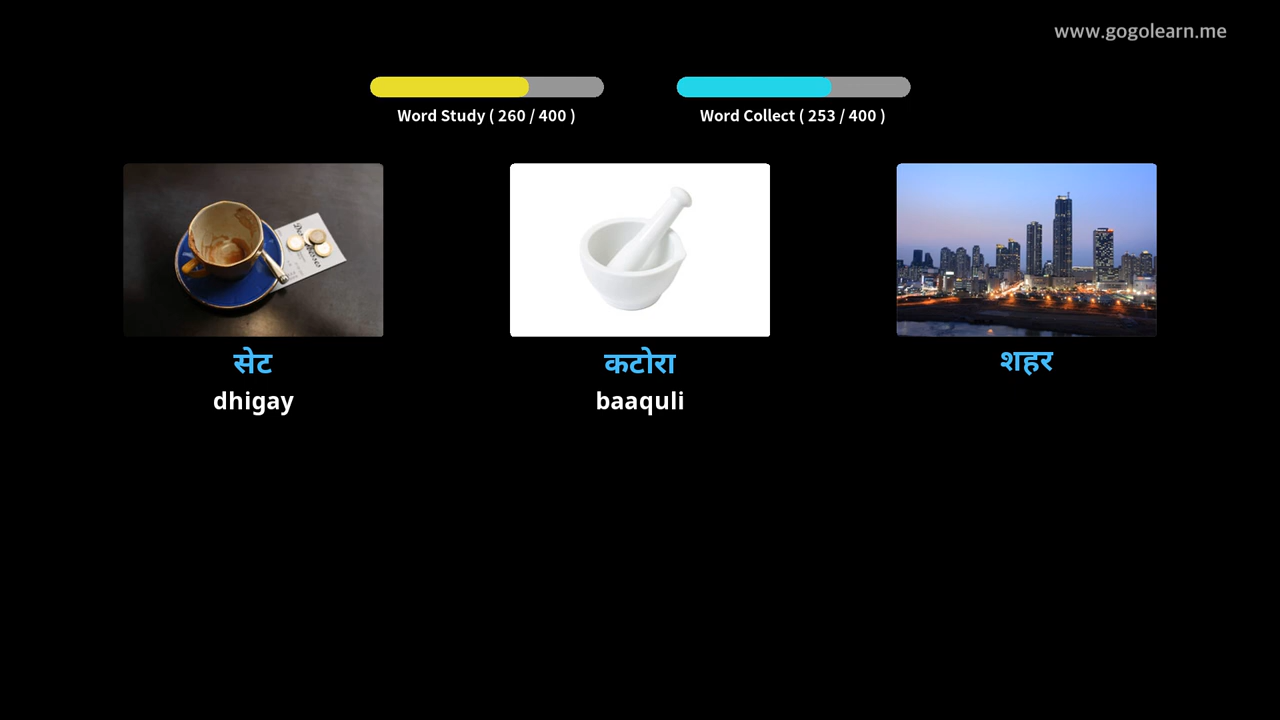 www.gogolearn.me
Word Study ( 260 / 400 )
Word Collect ( 253 / 400 )
सेट
कटोरा
शहर
dhigay
baaquli